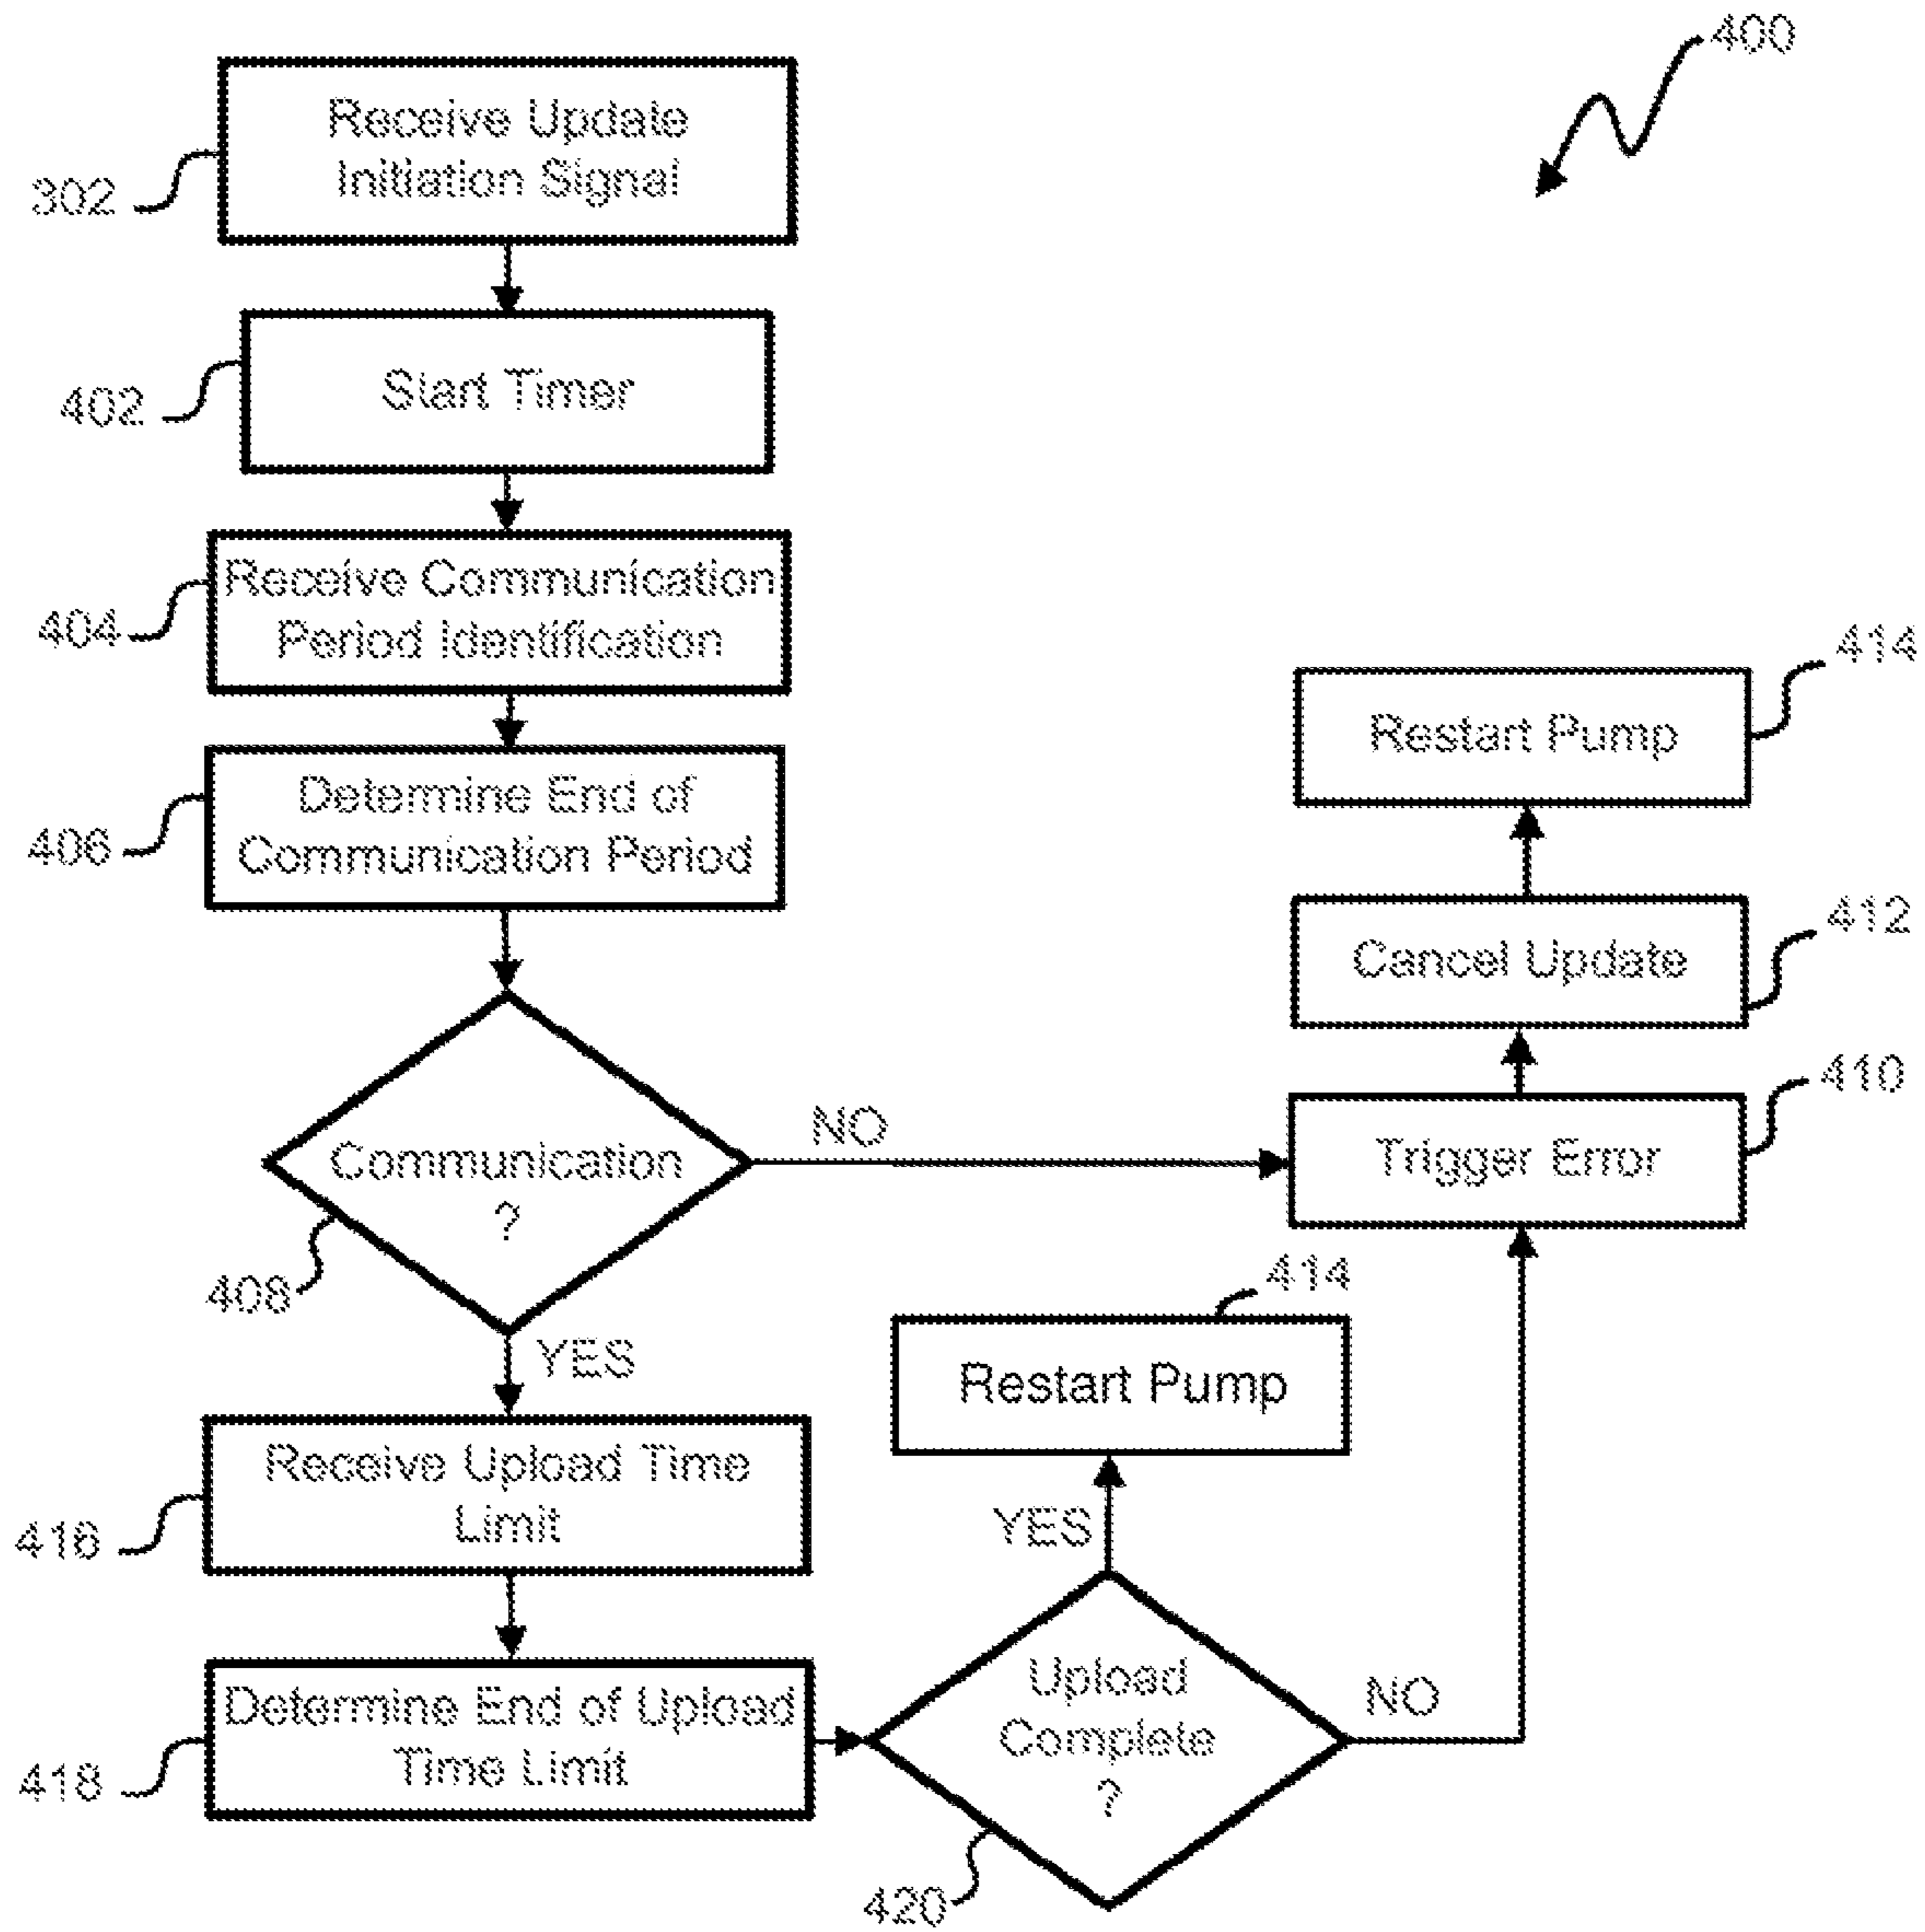 400
Receive Update
Initiation Signal
302
Start Timer
402
Receive Communication
Period Identification
404
Determine End of
Communication Period
406
Communication
?
408
NO
YES
Restart Pump
414
Cancel Update
412
Trigger Error
410
Receive Upload Time
Limit
416
Determine End of Upload
Time Limit
418
414
Restart Pump
YES
Upload
Complete
?
NO
420